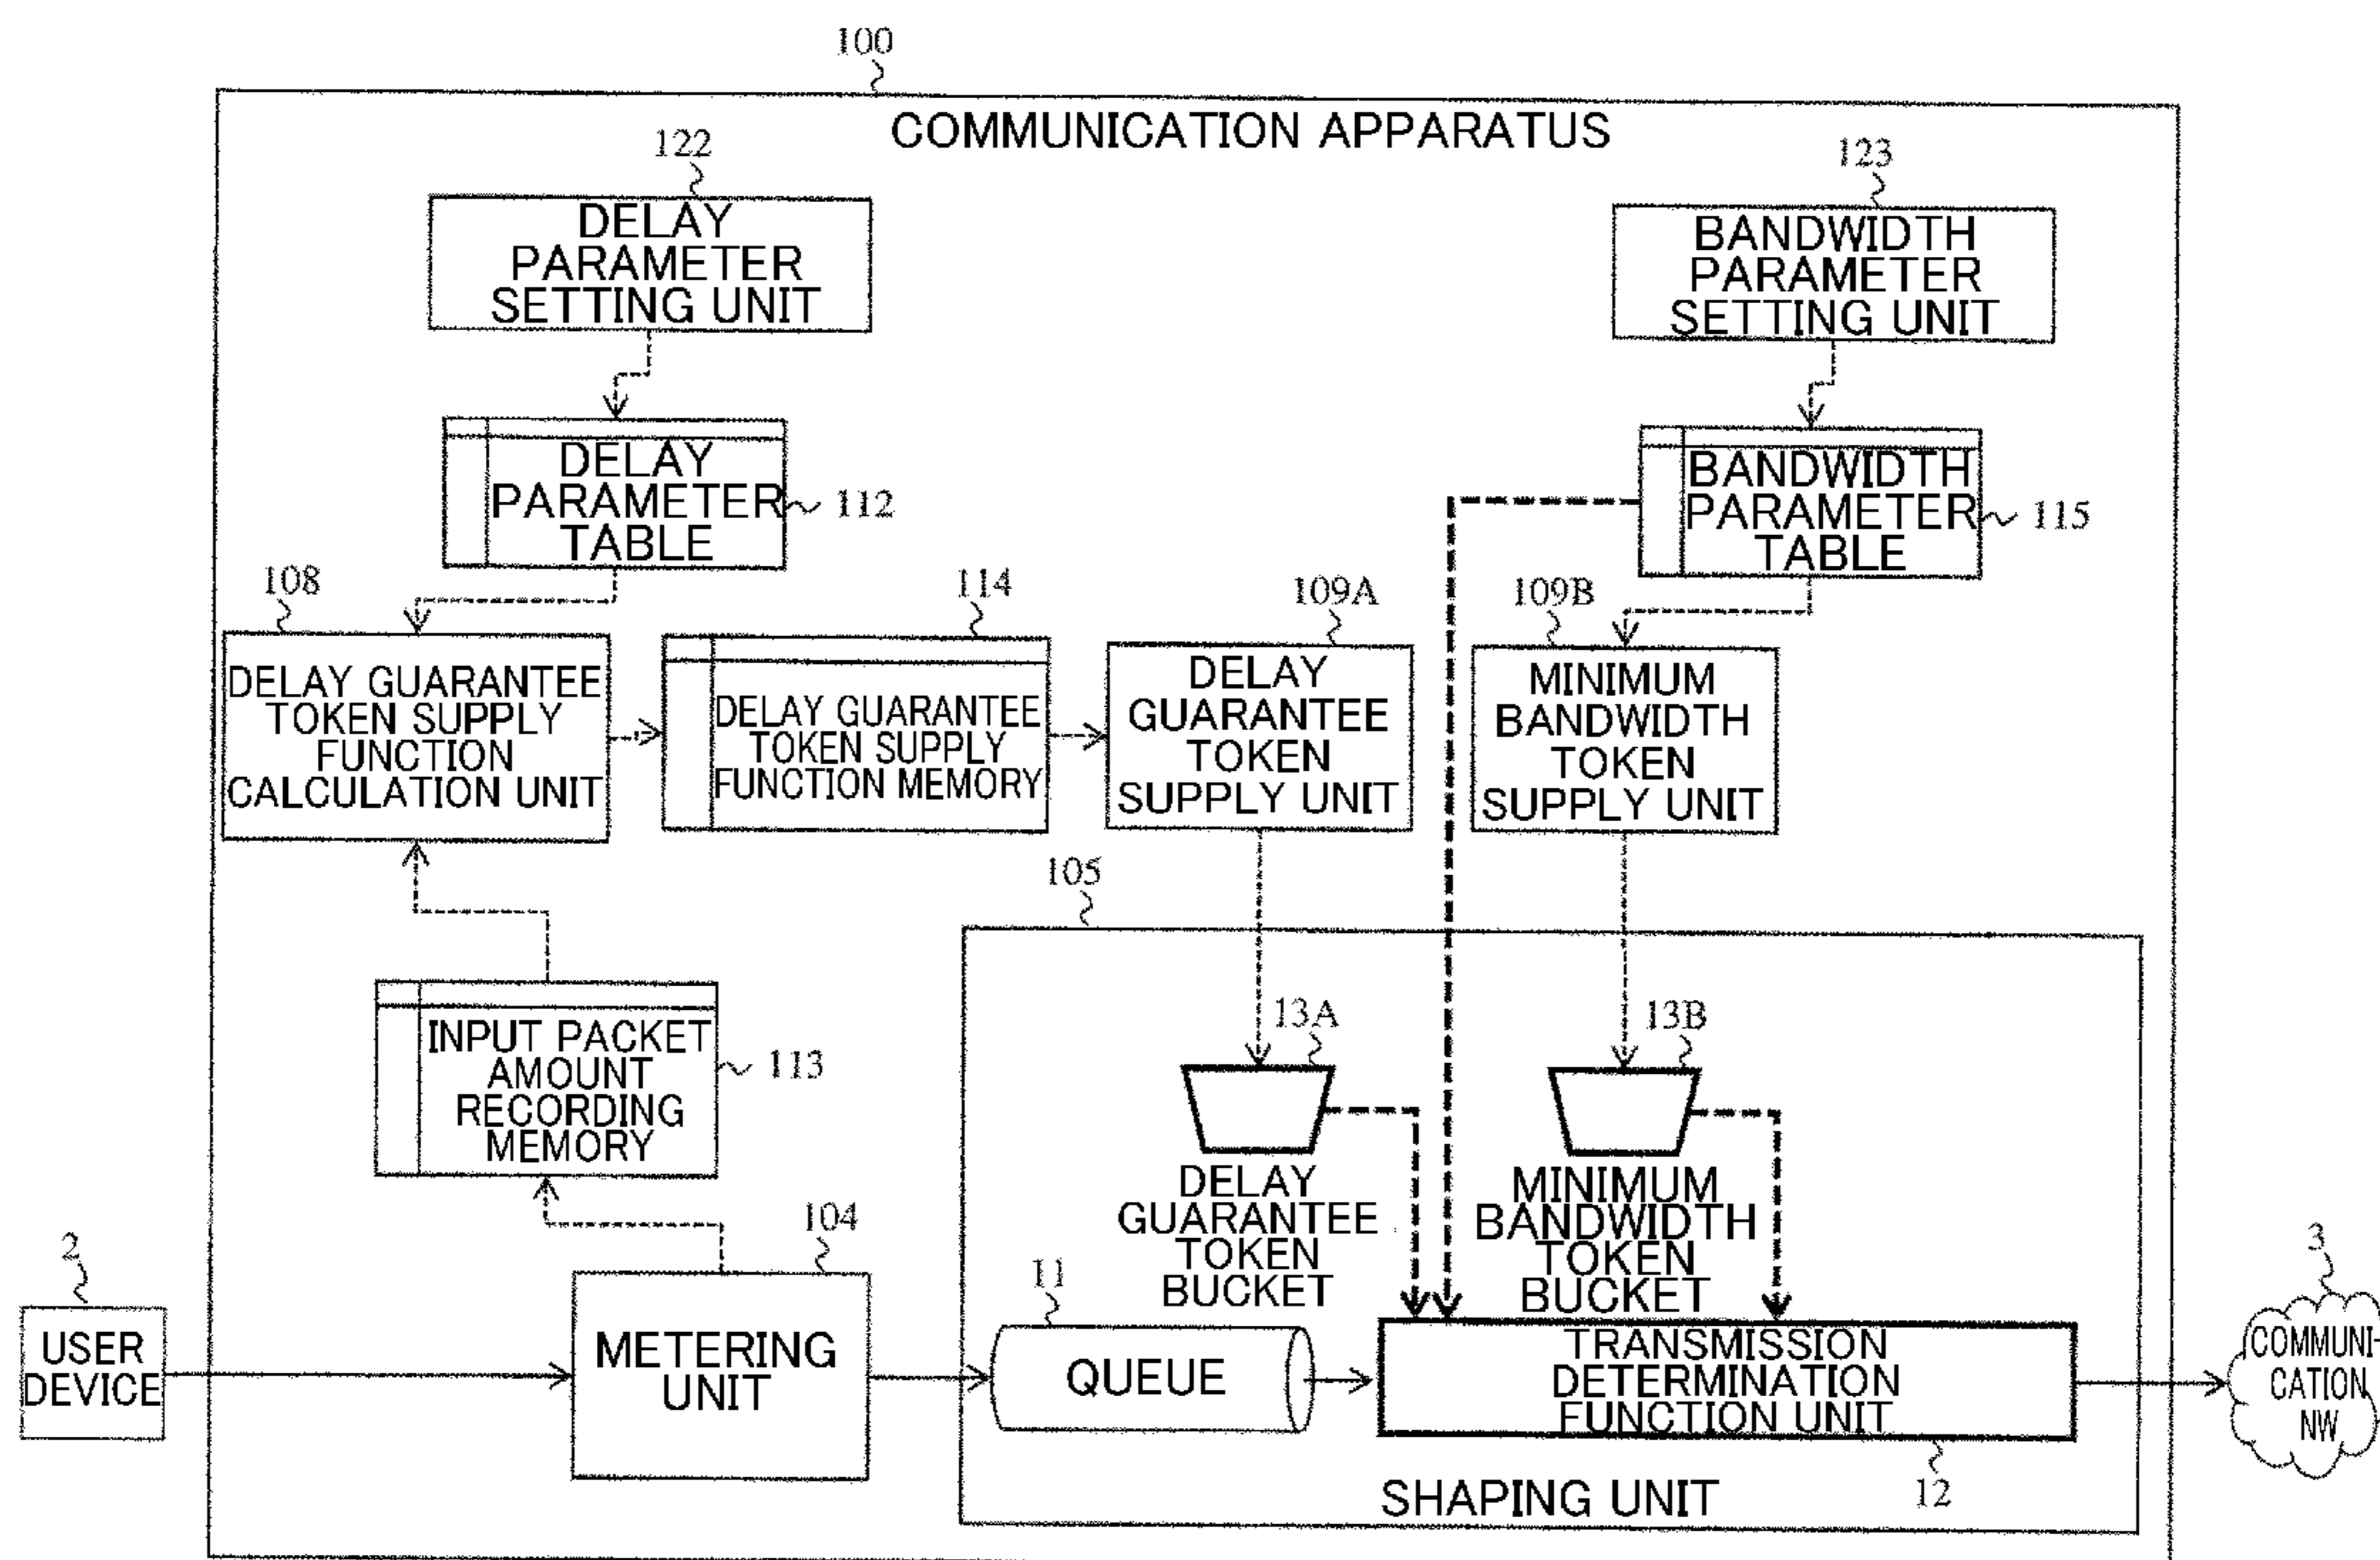 100
COMMUNICATION APPARATUS
122
DELAY
PARAMETER
SETTING UNIT
123
BANDWIDTH
PARAMETER
SETTING UNIT
DELAY
PARAMETER
TABLE
112
BANDWIDTH
PARAMETER
TABLE
115
108
DELAY GUARANTEE
TOKEN SUPPLY
FUNCTION
CALCULATION UNIT
114
DELAY GUARANTEE
TOKEN SUPPLY
FUNCTION MEMORY
109A
DELAY
GUARANTEE
TOKEN
SUPPLY UNIT
109B
MINIMUM
BANDWIDTH
TOKEN
SUPPLY UNIT
105
INPUT PACKET
AMOUNT
RECORDING
MEMORY
113
13A
DELAY
GUARANTEE
TOKEN
BUCKET
13B
MINIMUM
BANDWIDTH
TOKEN
BUCKET
2
USER
DEVICE
104
METERING
UNIT
11
QUEUE
TRANSMISSION
DETERMINATION
FUNCTION UNIT
12
SHAPING UNIT
3
COMMUNI-
CATION
NW